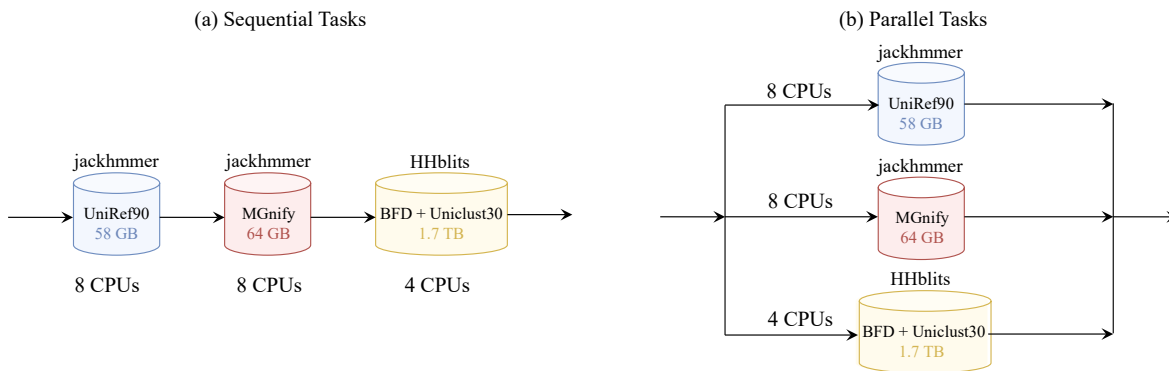 (a) Sequential Tasks
jackhmmer
UniRef90
58 GB
8 CPUs
jackhmmer
MGnify
64 GB
8 CPUs
HHblits
BFD + Uniclust30
1.7 TB
4 CPUs
(b) Parallel Tasks
jackhmmer
8 CPUs
UniRef90
58 GB
jackhmmer
8 CPUs
MGnify
64 GB
HHblits
4 CPUs
BFD + Uniclust30
1.7 TB